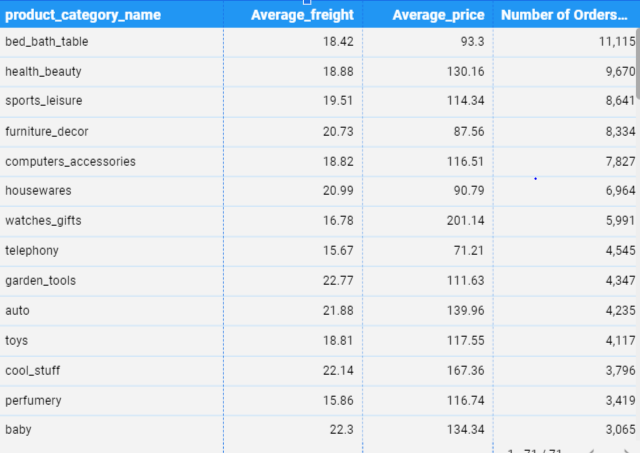 product_category_name Average_freight Average_price Number of Orders...
bed_bath_table 18.42 93.3 11,115
health_beauty 18.88 130.16 9,670
sports_leisure 19.51 114.34 8,641
furniture_decor 20.73 87.56 8,334
computers_accessories 18.82 116.51 7,827
housewares 20.99 90.79 6,964
watches_gifts 16.78 201.14 5,991
telephony 15.67 71.21 4,545
garden_tools 22.77 111.63 4,347
auto 21.88 139.96 4,235
toys 18.81 117.55 4,117
cool_stuff 22.14 167.36 3,796
perfumery 15.86 116.74 3,419
baby 22.3 134.34 3,065